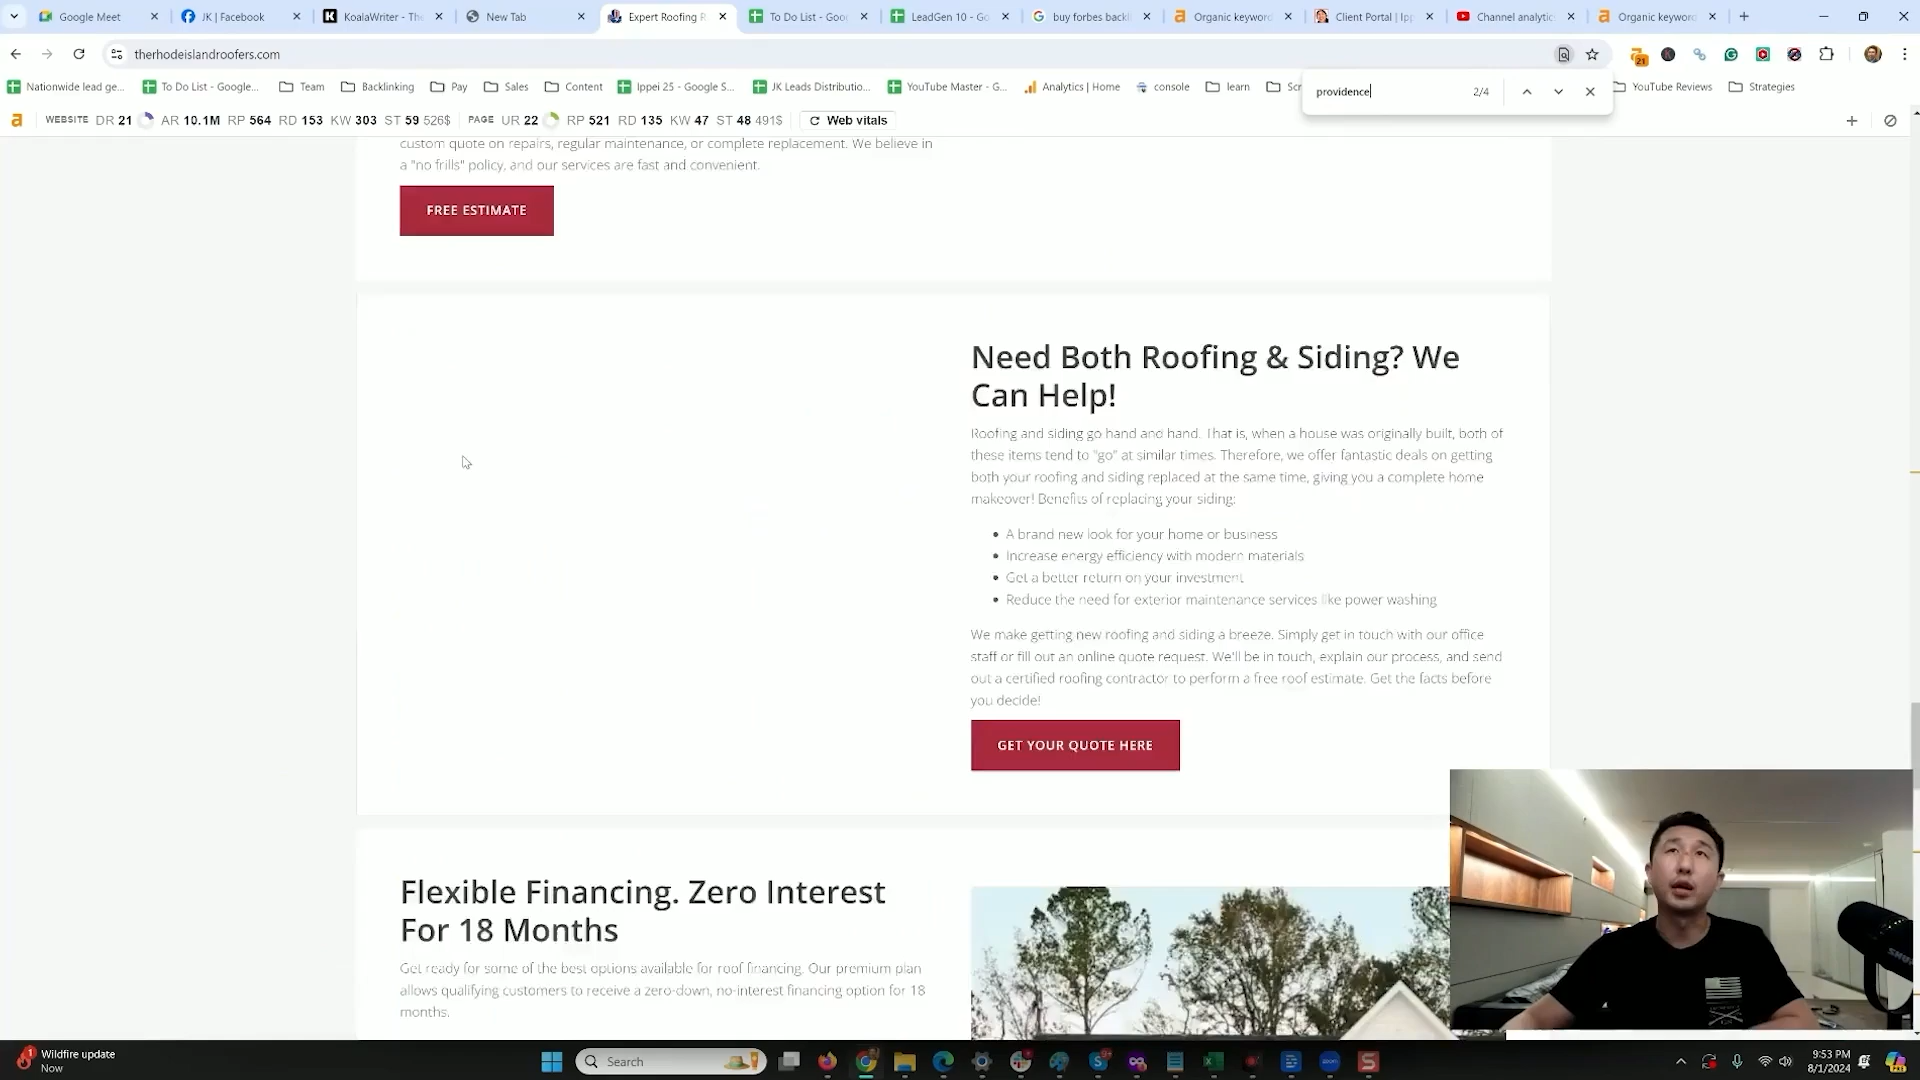 Google Meet
JK | Facebook
KoalaWriter - The
New Tab
Expert Roofing R
To Do List - Goo
LeadGen 10 - Go
buy forbes backl
Organic keyword
Client Portal | Ipp
Channel analytic
Organic keyword
therhodeislandroofers.com
21
Nationwide lead ge...
To Do List - Google...
Team
Backlinking
Pay
Sales
Content
Ippei 25 - Google S...
JK Leads Distributio...
YouTube Master - G...
Analytics | Home
console
learn
Scr
providence
2/4
YouTube Reviews
Strategies
WEBSITE DR 21 AR 10.1M RP 564 RD 153 KW 303 ST 59 526$ PAGE UR 22 RP 521 RD 135 KW 47 ST 48 491$ Web vitals
custom quote on repairs, regular maintenance, or complete replacement. We believe in
a "no frills" policy, and our services are fast and convenient.
FREE ESTIMATE
Need Both Roofing & Siding? We
Can Help!
Roofing and siding go hand and hand. That is, when a house was originally built, both of
these items tend to "go" at similar times. Therefore, we offer fantastic deals on getting
both your roofing and siding replaced at the same time, giving you a complete home
makeover! Benefits of replacing your siding:
• A brand new look for your home or business
• Increase energy efficiency with modern materials
• Get a better return on your investment
• Reduce the need for exterior maintenance services like power washing
We make getting new roofing and siding a breeze. Simply get in touch with our office
staff or fill out an online quote request. We'll be in touch, explain our process, and send
out a certified roofing contractor to perform a free roof estimate. Get the facts before
you decide!
GET YOUR QUOTE HERE
Flexible Financing. Zero Interest
For 18 Months
Get ready for some of the best options available for roof financing. Our premium plan
allows qualifying customers to receive a zero-down, no-interest financing option for 18
months.
SHURE
1
Wildfire update
Now
Search
9:53 PM
8/1/2024